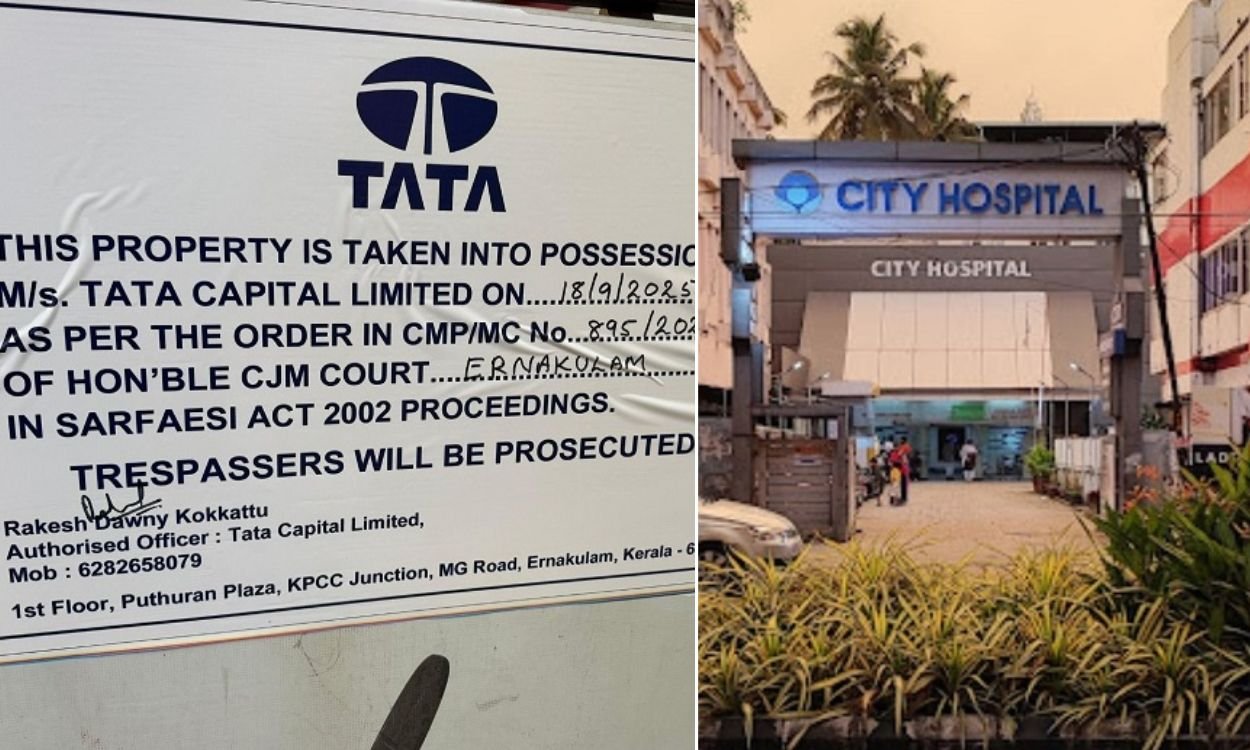 TATA
THIS PROPERTY IS TAKEN INTO POSSESSIO
M/s. TATA CAPITAL LIMITED ON....18/9/2025
AS PER THE ORDER IN CMP/MC No...895/202
OF HON'BLE CJM COURT....ERNAKULAM......
IN SARFAESI ACT 2002 PROCEEDINGS.
TRESPASSERS WILL BE PROSECUTED
Rakesh Dawny Kokkattu
Authorised Officer : Tata Capital Limited,
Mob : 6282658079
1st Floor, Puthuran Plaza, KPCC Junction, MG Road, Ernakulam, Kerala - 6
CITY HOSPITAL
CITY HOSPITAL